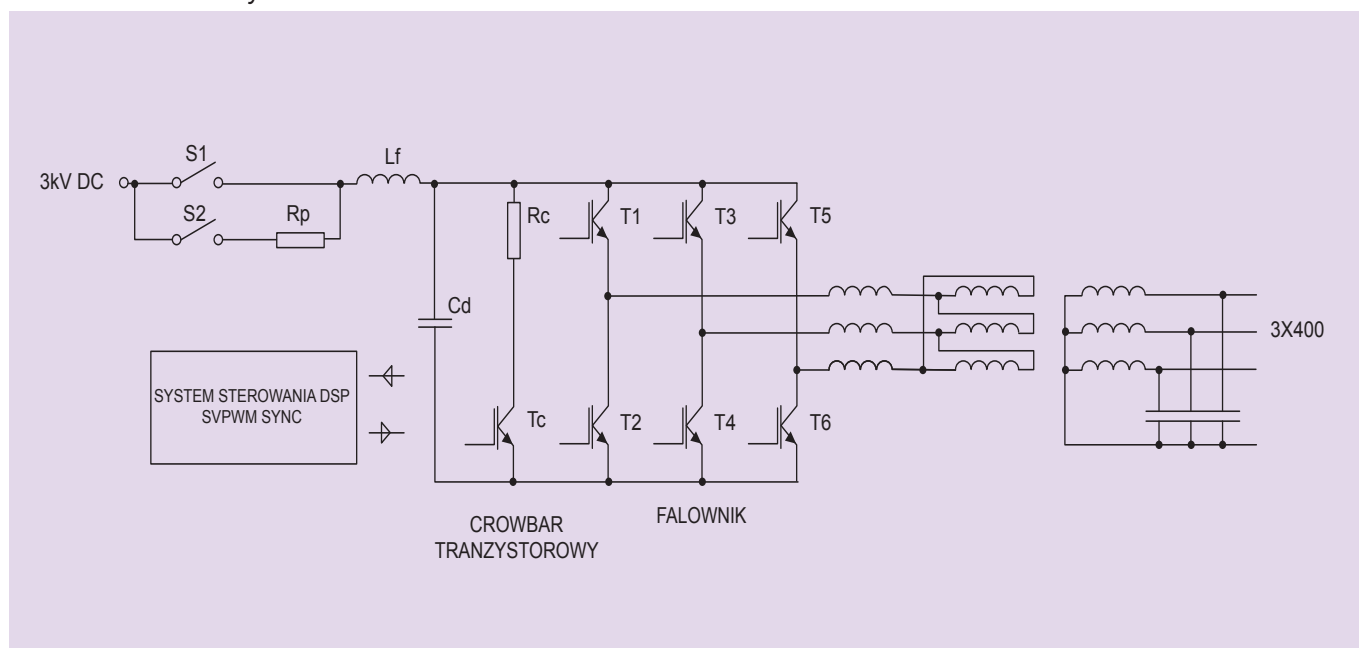 S1
Lf
3kV DC
S2
Rp
Rc
T1
T3
T5
Cd
3X400
SYSTEM STEROWANIA DSP
SVPWM SYNC
Tc
T2
T4
T6
CROWBAR
TRANZYSTOROWY
FALOWNIK